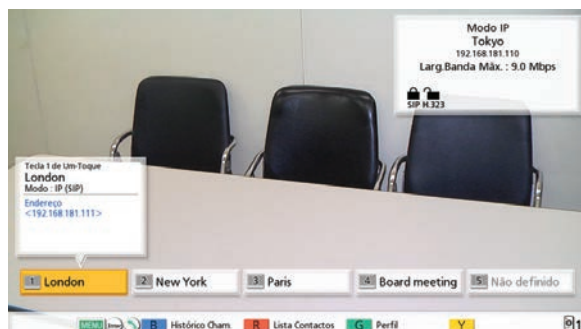 Modo IP
Tokyo
192.168.181.110
Larg.Banda Máx. : 9.0 Mbps
SIP H.323
Tecla 1 de Um-Toque
London
Modo : IP (SIP)
Endereço
<192.168.181.111>
1 London
2 New York
3 Paris
4 Board meeting
5 Não definido
MENU Enter B Histórico Cham. R Lista Contactos G Perfil Y 1